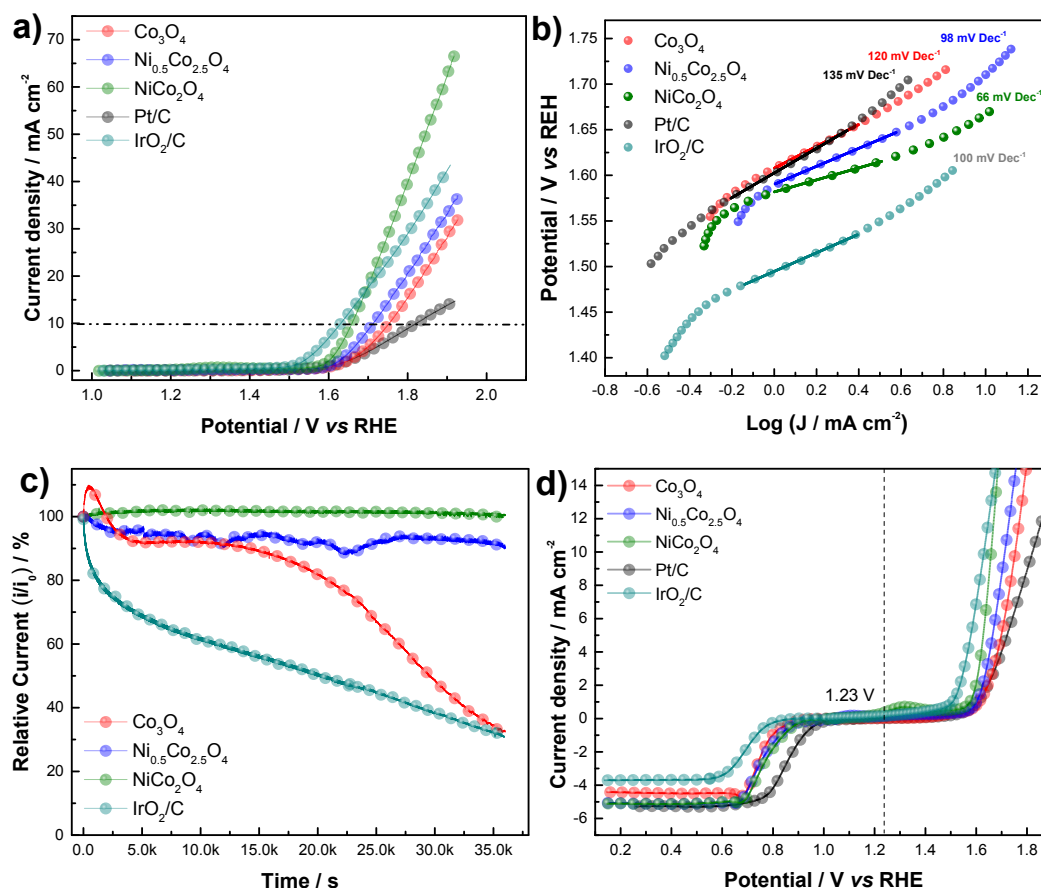 a)
70
60
50
40
30
20
10
0
Current density / mA cm⁻²
Co₃O₄
Ni₀.₅Co₂.₅O₄
NiCo₂O₄
Pt/C
IrO₂/C
1.0 1.2 1.4 1.6 1.8 2.0
Potential / V vs RHE
b)
1.75
1.70
1.65
1.60
1.55
1.50
1.45
1.40
Potential / V vs REH
Co₃O₄
Ni₀.₅Co₂.₅O₄
NiCo₂O₄
Pt/C
IrO₂/C
98 mV Dec⁻¹
120 mV Dec⁻¹
135 mV Dec⁻¹
66 mV Dec⁻¹
100 mV Dec⁻¹
-0.8 -0.6 -0.4 -0.2 0.0 0.2 0.4 0.6 0.8 1.0 1.2
Log (J / mA cm⁻²)
c)
120
100
80
60
40
20
0
Relative Current (i/i₀) / %
Co₃O₄
Ni₀.₅Co₂.₅O₄
NiCo₂O₄
IrO₂/C
0.0 5.0k 10.0k 15.0k 20.0k 25.0k 30.0k 35.0k
Time / s
d)
14
12
10
8
6
4
2
0
-2
-4
-6
Current density / mA cm⁻²
Co₃O₄
Ni₀.₅Co₂.₅O₄
NiCo₂O₄
Pt/C
IrO₂/C
1.23 V
0.2 0.4 0.6 0.8 1.0 1.2 1.4 1.6 1.8
Potential / V vs RHE